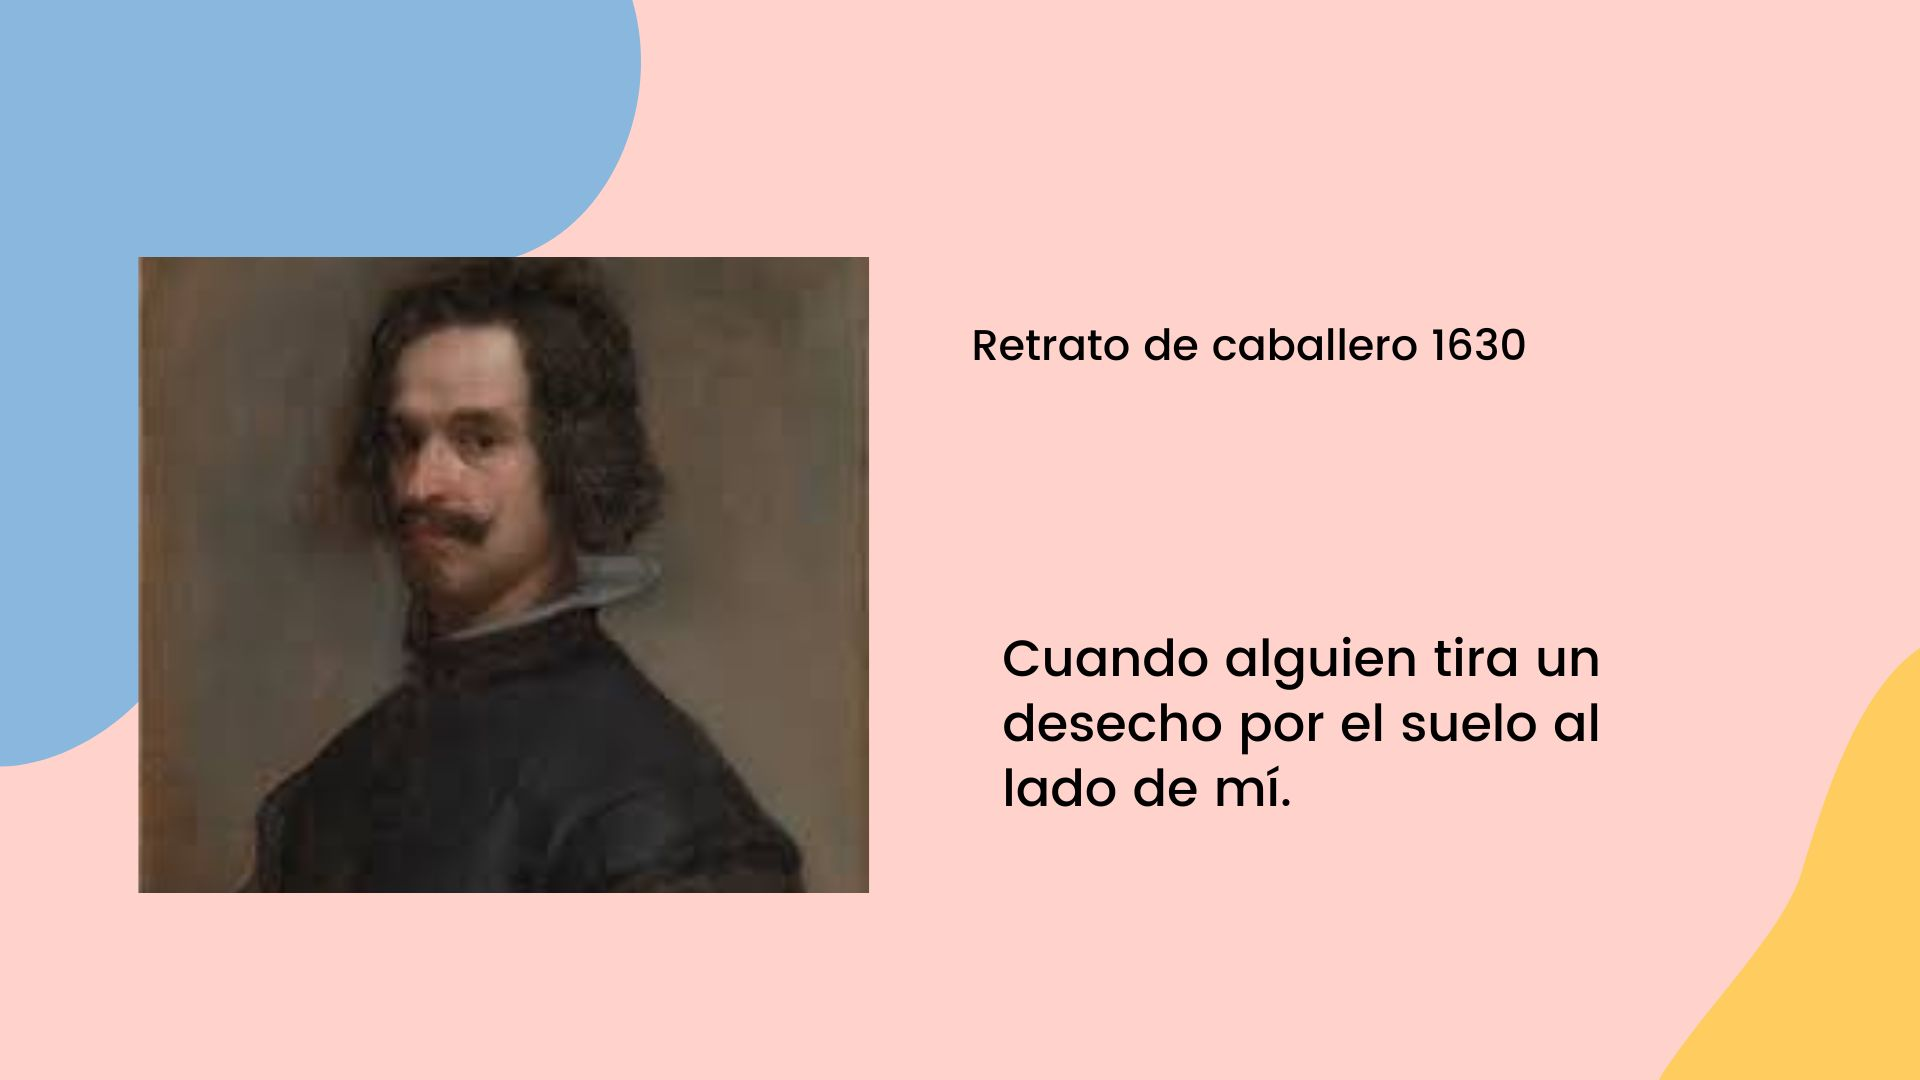 Retrato de caballero 1630
Cuando alguien tira un
desecho por el suelo al
lado de mí.